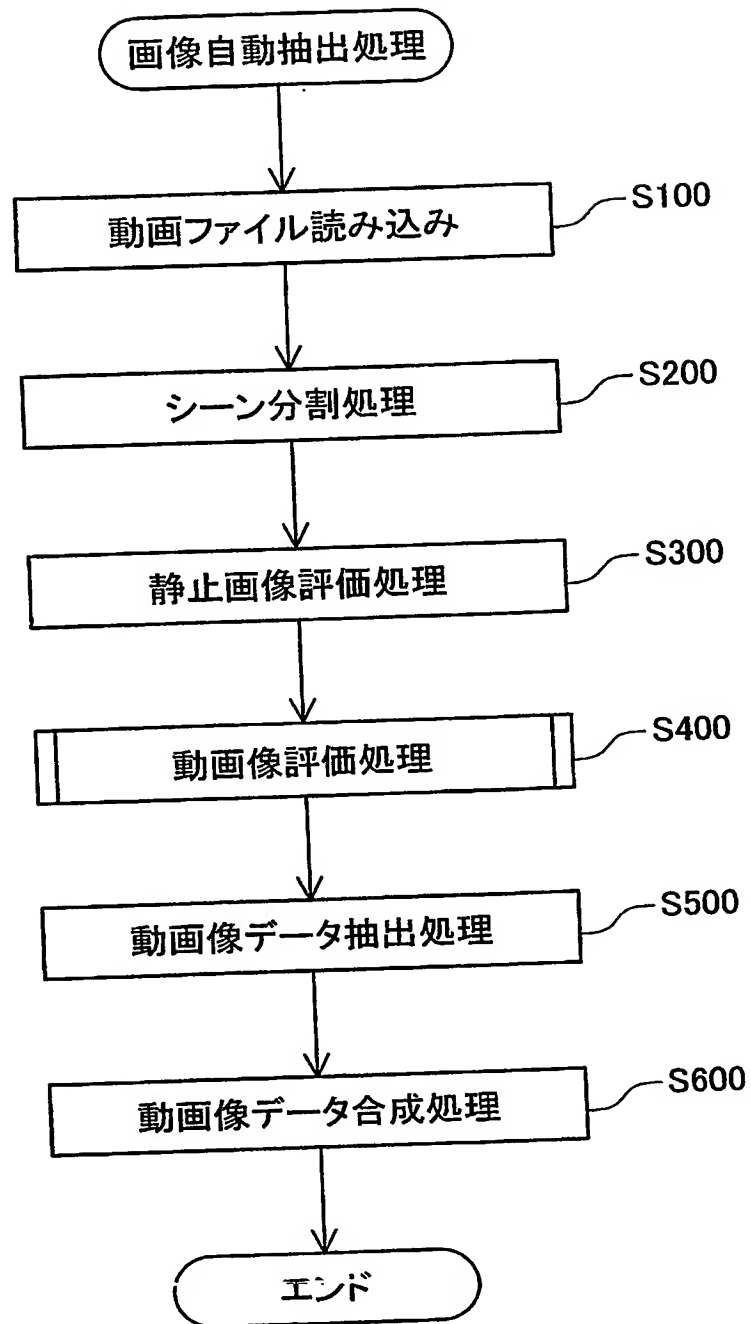 画像自動抽出処理
動画ファイル読み込み
S100
シーン分割処理
S200
静止画像評価処理
S300
動画像評価処理
S400
動画像データ抽出処理
S500
動画像データ合成処理
S600
エンド